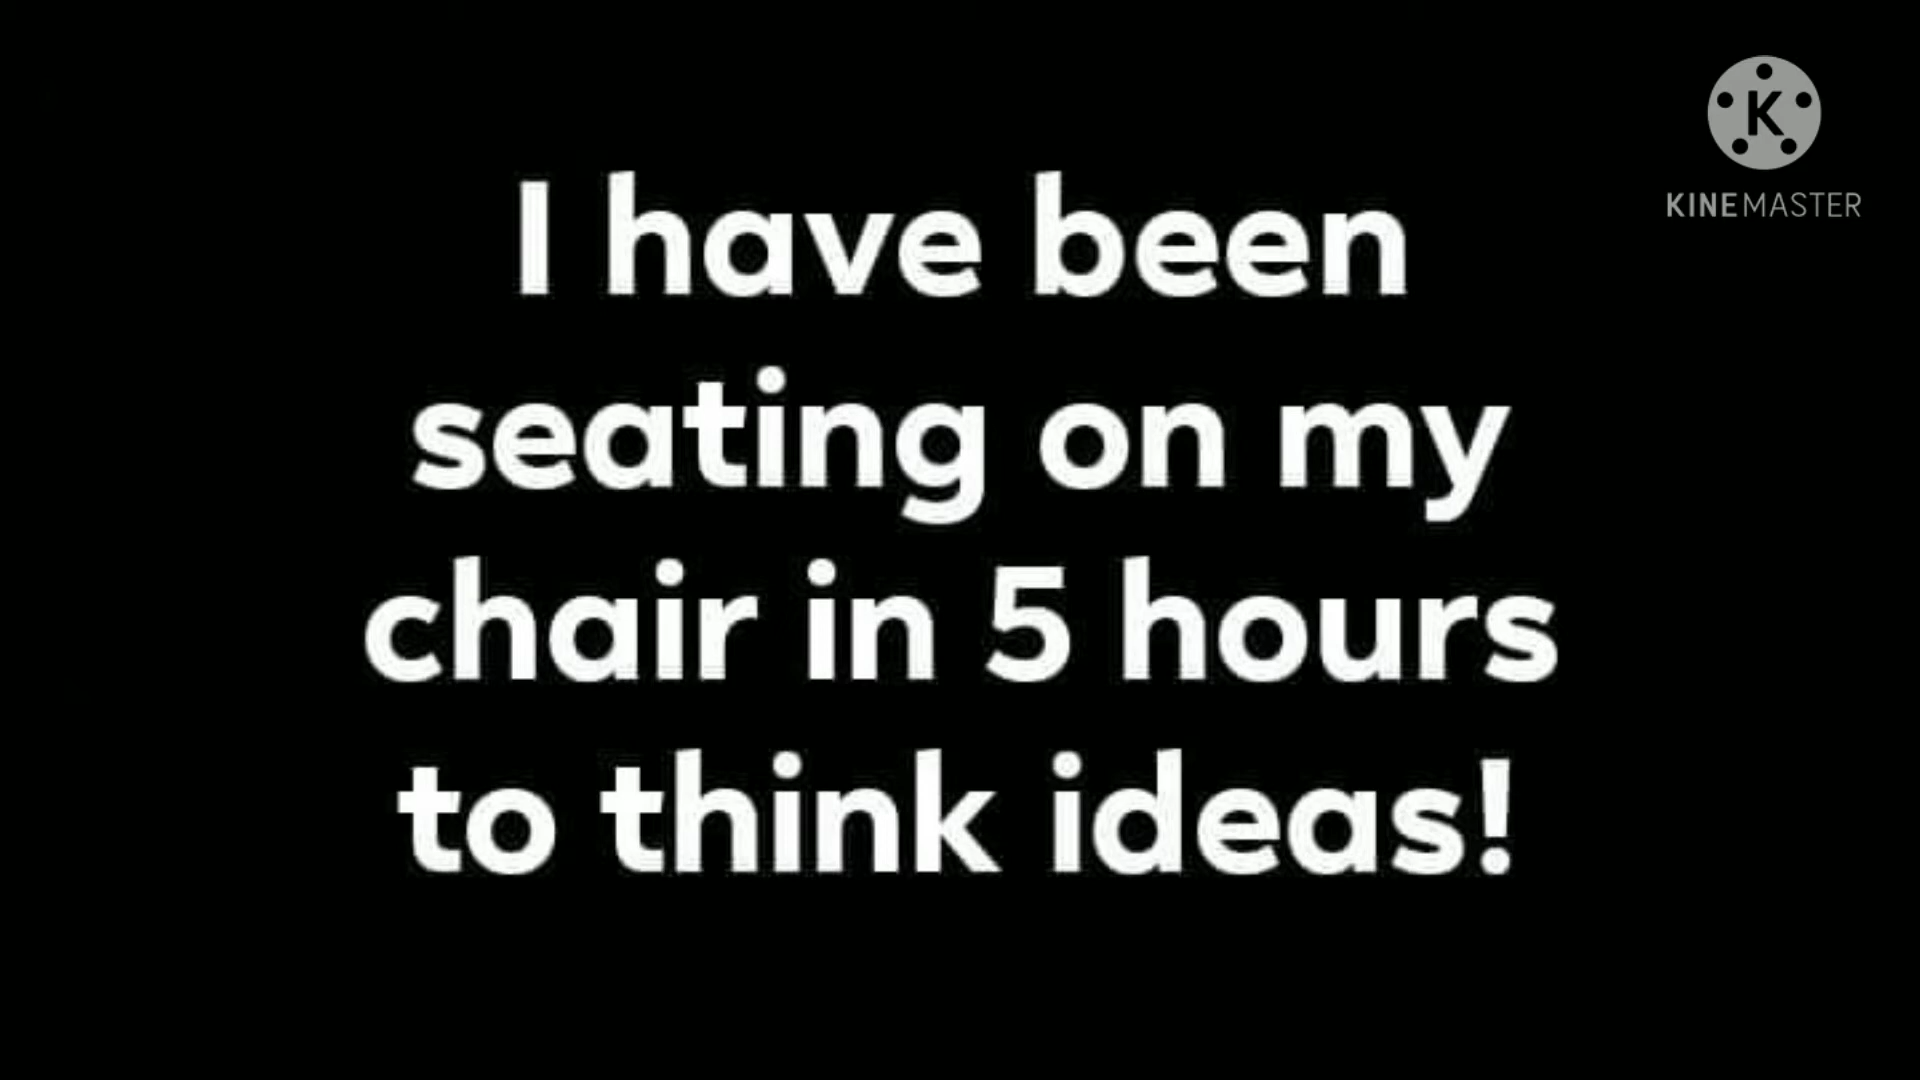 K
KINEMASTER
I have been
seating on my
chair in 5 hours
to think ideas!